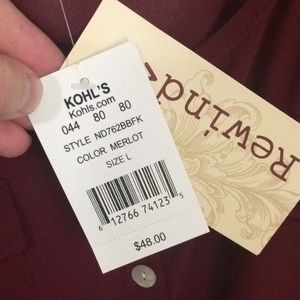 KOHL'S
Kohls.com
044 80 80
STYLE ND762BBFK
COLOR MERLOT
SIZE L
6 12766 74123 5
$48.00
Rewind